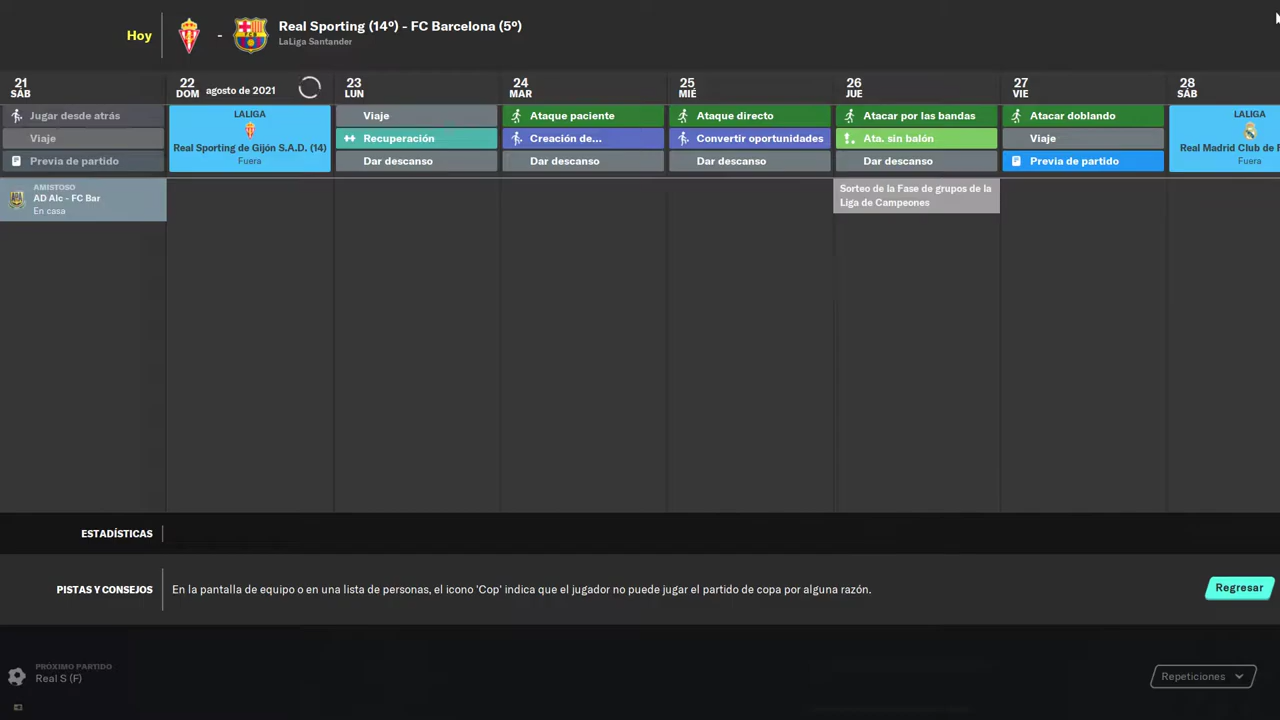 Hoy
Real Sporting (14º) - FC Barcelona (5º)
LaLiga Santander
21
SÁB
22
DOM agosto de 2021
23
LUN
24
MAR
25
MIÉ
26
JUE
27
VIE
28
SÁB
Jugar desde atrás
Viaje
Previa de partido
LALIGA
Real Sporting de Gijón S.A.D. (14)
Fuera
Viaje
Recuperación
Dar descanso
Ataque paciente
Creación de...
Dar descanso
Ataque directo
Convertir oportunidades
Dar descanso
Atacar por las bandas
Ata. sin balón
Dar descanso
Atacar doblando
Viaje
Previa de partido
LALIGA
Real Madrid Club de F
Fuera
AMISTOSO
AD Alc - FC Bar
En casa
Sorteo de la Fase de grupos de la
Liga de Campeones
ESTADÍSTICAS
PISTAS Y CONSEJOS
En la pantalla de equipo o en una lista de personas, el icono 'Cop' indica que el jugador no puede jugar el partido de copa por alguna razón.
Regresar
PRÓXIMO PARTIDO
Real S (F)
Repeticiones